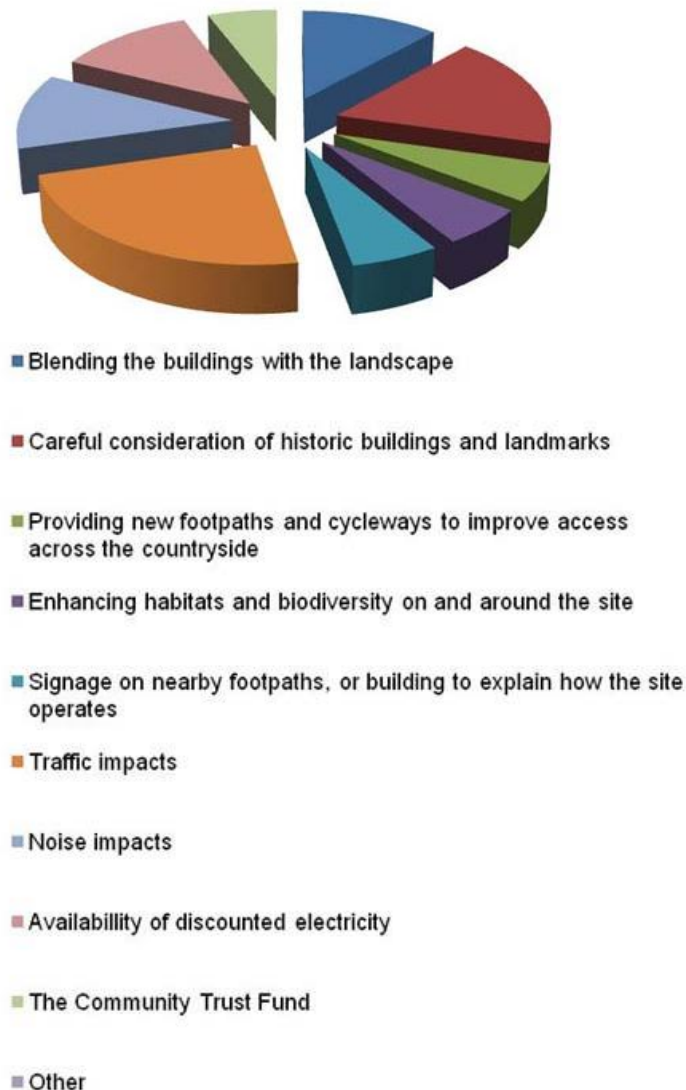 Blending the buildings with the landscape
Careful consideration of historic buildings and landmarks
Providing new footpaths and cycleways to improve access
across the countryside
Enhancing habitats and biodiversity on and around the site
Signage on nearby footpaths, or building to explain how the site
operates
Traffic impacts
Noise impacts
Availabillity of discounted electricity
The Community Trust Fund
Other